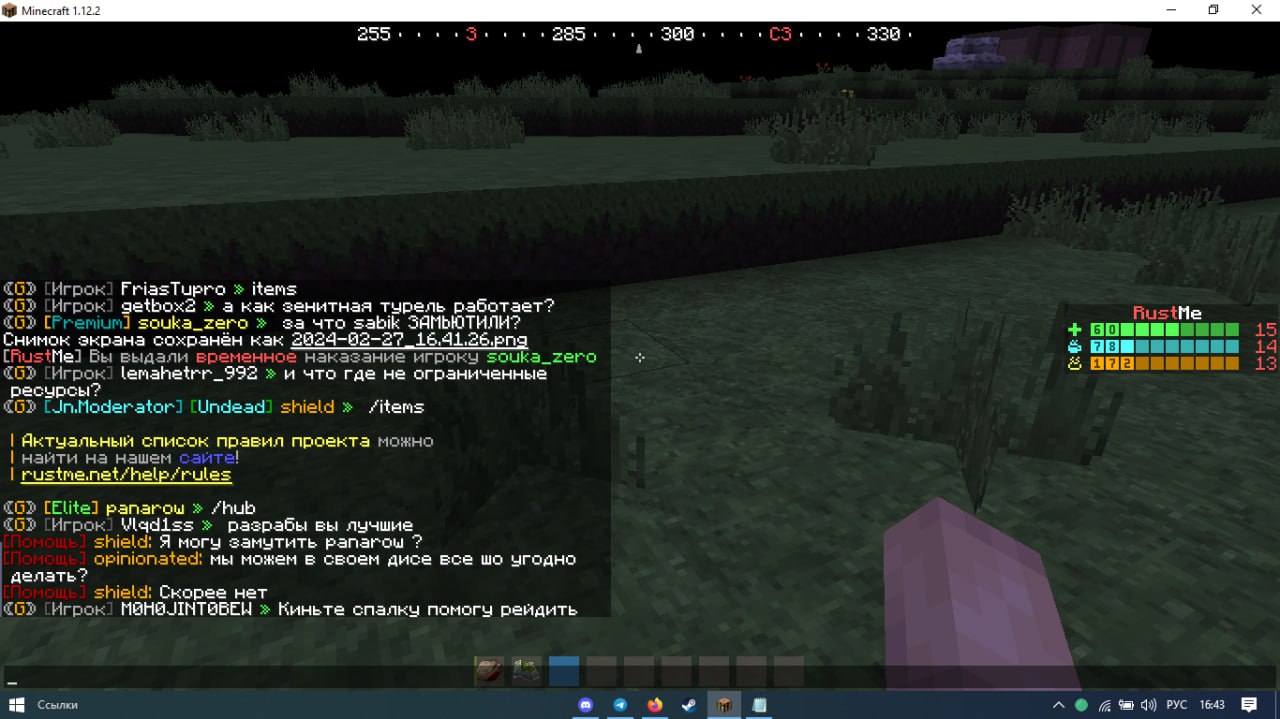 Minecraft 1.12.2
255 · · · · 3 · · · · 285 · · · · 300 · · · · C3 · · · · 330 ·
《G》 [Игрок] FriasTupro » items
《G》 [Игрок] getbox2 » а как зенитная турель работает?
《G》 [Premium] souka_zero » за что sabik ЗАМЬЮТИЛИ?
Снимок экрана сохранён как 2024-02-27_16.41.26.png
[RustMe] Вы выдали временное наказание игроку souka_zero
《G》 [Игрок] lemahetrr_992 » и что где не ограниченные
ресурсы?
《G》 [Jn.Moderator] [Undead] shield » /items
| Актуальный список правил проекта можно
| найти на нашем сайте!
| rustme.net/help/rules
《G》 [Elite] panarow » /hub
《G》 [Игрок] Vlqd1ss » разрабы вы лучшие
[Помощь] shield: Я могу замутить panarow ?
[Помощь] opinionated: мы можем в своем дисе все шо угодно
делать?
[Помощь] shield: Скорее нет
《G》 [Игрок] M0H0JINT0BEW » Киньте спалку помогу рейдить
RustMe
60 15
78 14
172 13
_
Ссылки
РУС 16:43